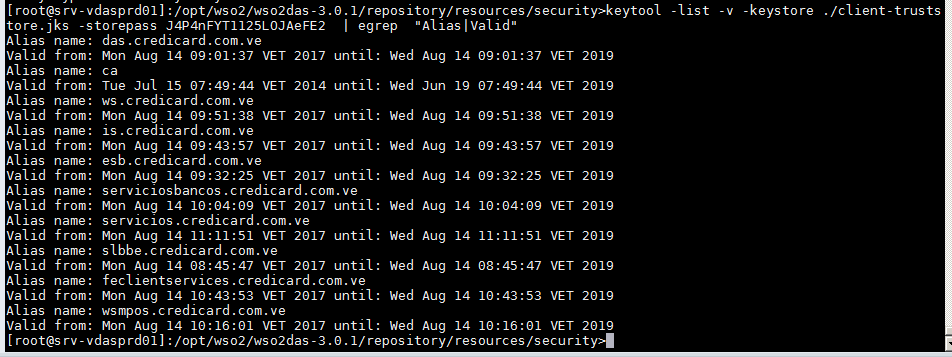 [root@srv-vdasprd01]:/opt/wso2/wso2das-3.0.1/repository/resources/security>keytool -list -v -keystore ./client-trusts
tore.jks -storepass J4P4nFYT1125LOJAeFE2  | egrep  "Alias|Valid"
Alias name: das.credicard.com.ve
Valid from: Mon Aug 14 09:01:37 VET 2017 until: Wed Aug 14 09:01:37 VET 2019
Alias name: ca
Valid from: Tue Jul 15 07:49:44 VET 2014 until: Wed Jun 19 07:49:44 VET 2019
Alias name: ws.credicard.com.ve
Valid from: Mon Aug 14 09:51:38 VET 2017 until: Wed Aug 14 09:51:38 VET 2019
Alias name: is.credicard.com.ve
Valid from: Mon Aug 14 09:43:57 VET 2017 until: Wed Aug 14 09:43:57 VET 2019
Alias name: esb.credicard.com.ve
Valid from: Mon Aug 14 09:32:25 VET 2017 until: Wed Aug 14 09:32:25 VET 2019
Alias name: serviciosbancos.credicard.com.ve
Valid from: Mon Aug 14 10:04:09 VET 2017 until: Wed Aug 14 10:04:09 VET 2019
Alias name: servicios.credicard.com.ve
Valid from: Mon Aug 14 11:11:51 VET 2017 until: Wed Aug 14 11:11:51 VET 2019
Alias name: slbbe.credicard.com.ve
Valid from: Mon Aug 14 08:45:47 VET 2017 until: Wed Aug 14 08:45:47 VET 2019
Alias name: feclientservices.credicard.com.ve
Valid from: Mon Aug 14 10:43:53 VET 2017 until: Wed Aug 14 10:43:53 VET 2019
Alias name: wsmpos.credicard.com.ve
Valid from: Mon Aug 14 10:16:01 VET 2017 until: Wed Aug 14 10:16:01 VET 2019
[root@srv-vdasprd01]:/opt/wso2/wso2das-3.0.1/repository/resources/security>